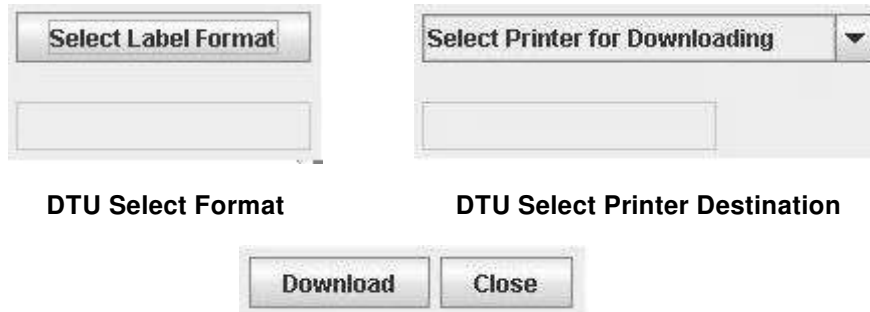 Select Label Format
Select Printer for Downloading
DTU Select Format
DTU Select Printer Destination
Download
Close